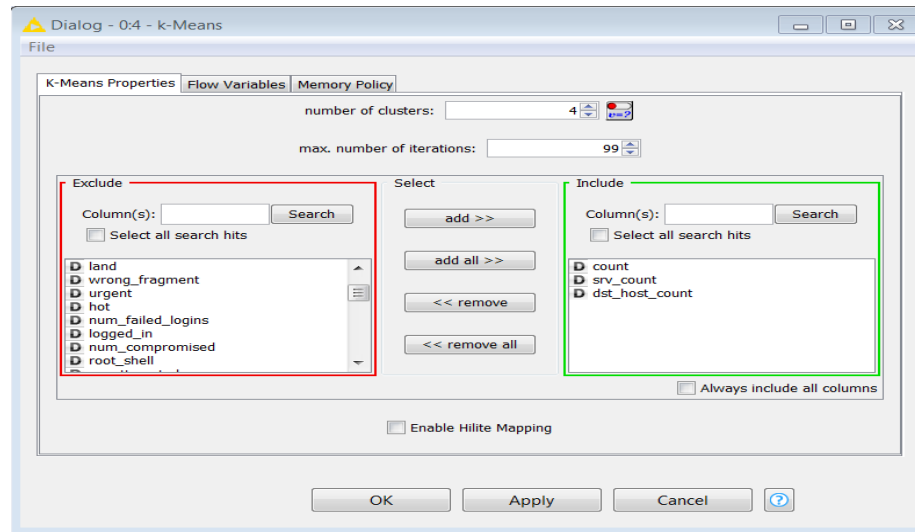 Dialog - 0:4 - k-Means
File
K-Means Properties Flow Variables Memory Policy
number of clusters: 4 v=?
max. number of iterations: 99
Exclude Select Include
Column(s): Search add >> Column(s): Search
Select all search hits Select all search hits
add all >>
D land D count
D wrong_fragment D srv_count
D urgent D dst_host_count
D hot << remove
D num_failed_logins
D logged_in
D num_compromised << remove all
D root_shell
Always include all columns
Enable Hilite Mapping
OK Apply Cancel ?